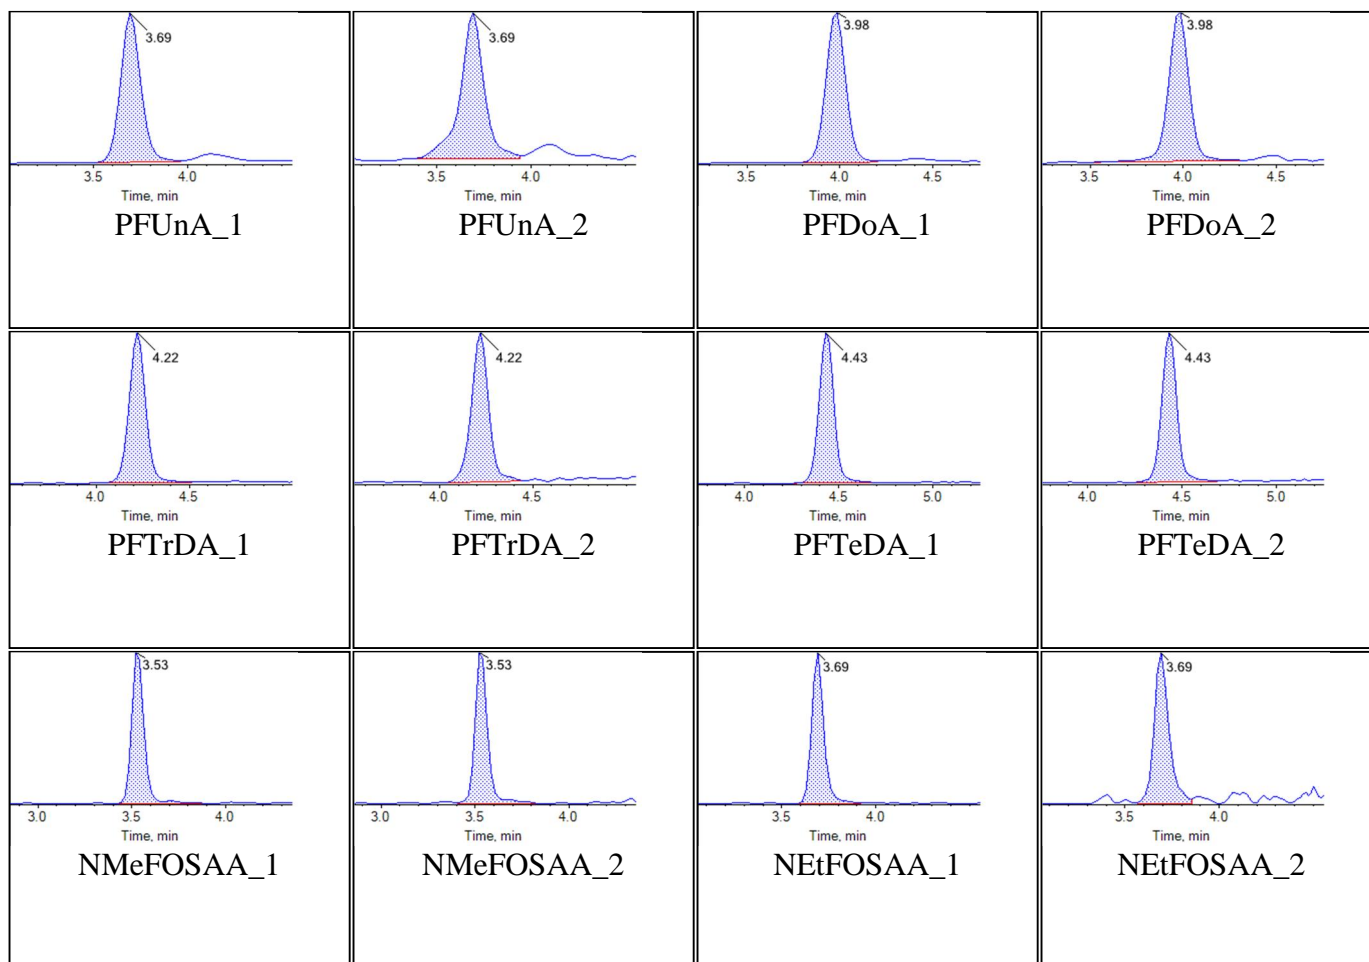 3.69
3.5 4.0
Time, min
PFUnA_1
3.69
3.5 4.0
Time, min
PFUnA_2
3.98
3.5 4.0 4.5
Time, min
PFDoA_1
3.98
3.5 4.0 4.5
Time, min
PFDoA_2
4.22
4.0 4.5
Time, min
PFTrDA_1
4.22
4.0 4.5
Time, min
PFTrDA_2
4.43
4.0 4.5 5.0
Time, min
PFTeDA_1
4.43
4.0 4.5 5.0
Time, min
PFTeDA_2
3.53
3.0 3.5 4.0
Time, min
NMeFOSAA_1
3.53
3.0 3.5 4.0
Time, min
NMeFOSAA_2
3.69
3.5 4.0
Time, min
NEtFOSAA_1
3.69
3.5 4.0
Time, min
NEtFOSAA_2